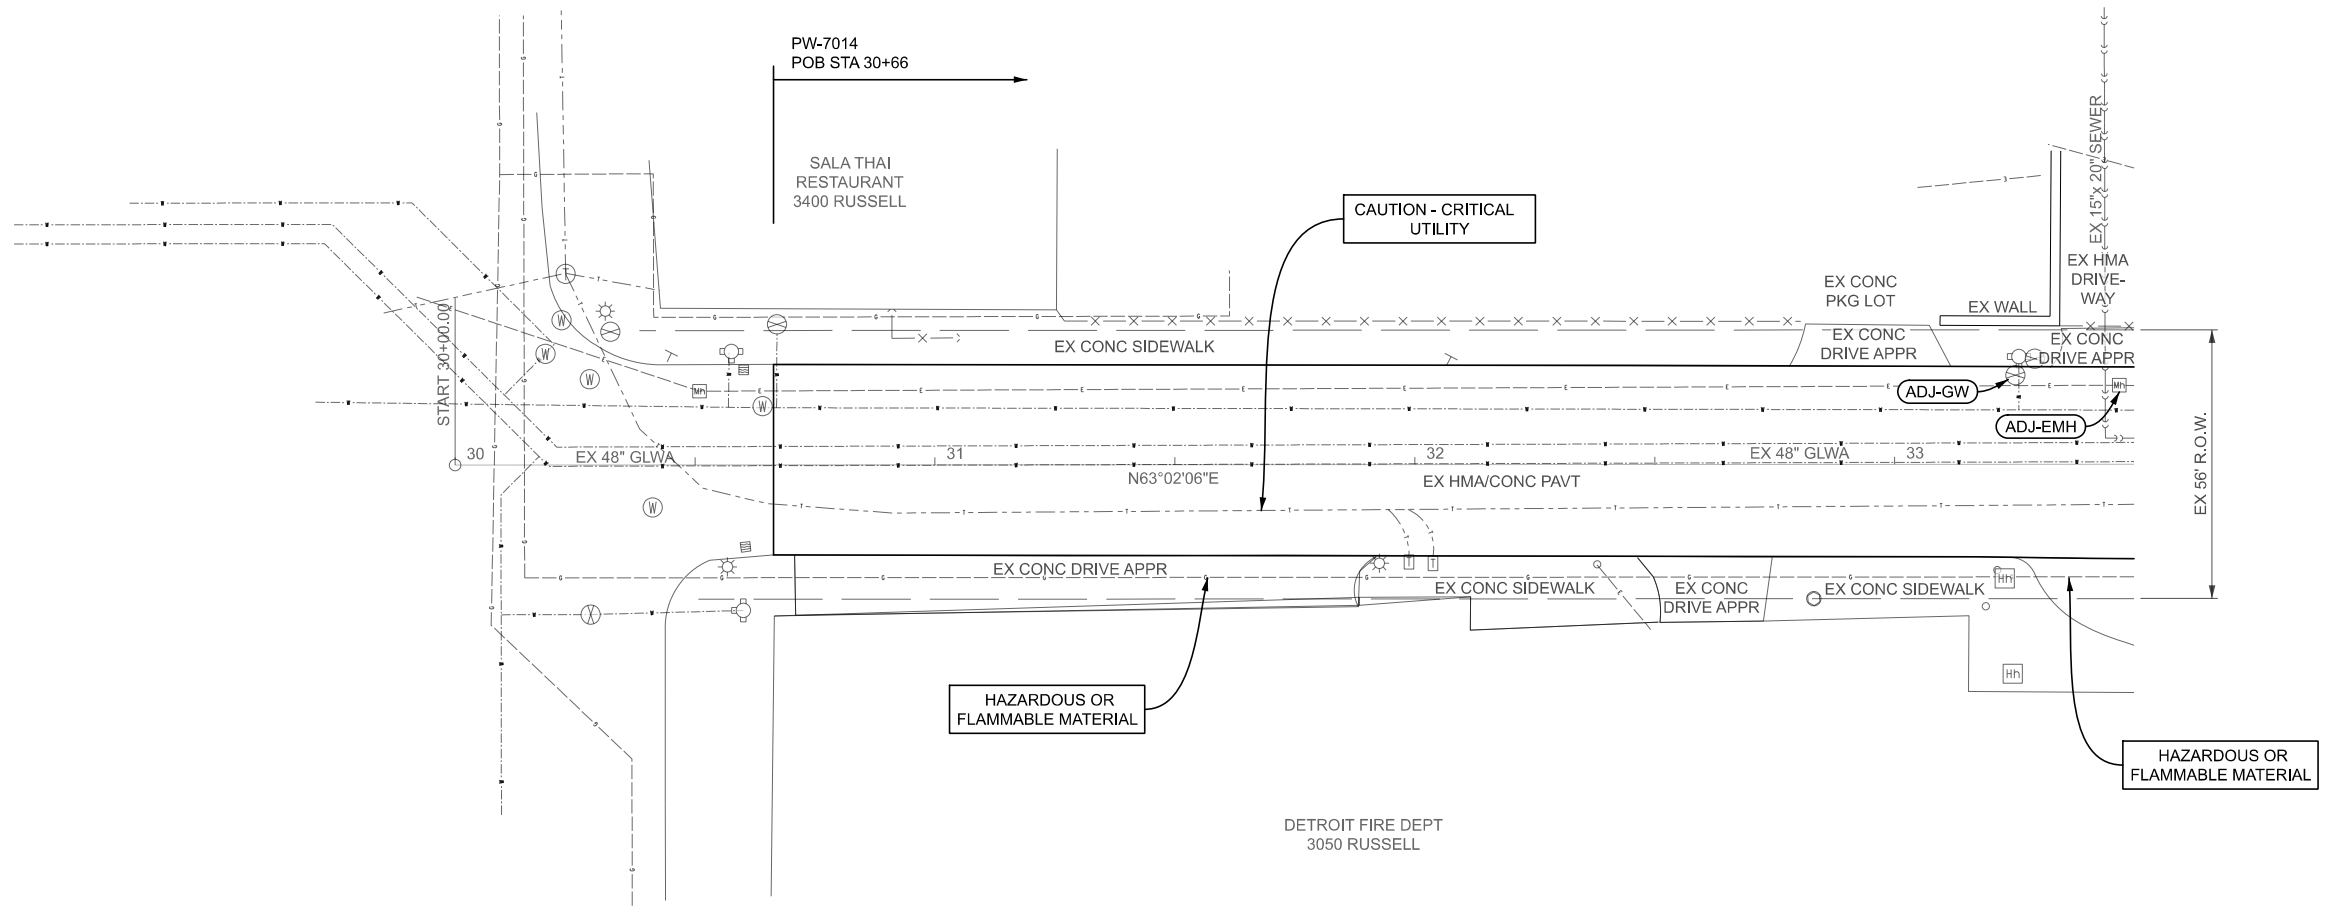 PW-7014
POB STA 30+66
SALA THAI
RESTAURANT
3400 RUSSELL
CAUTION - CRITICAL
UTILITY
EX 15"x 20" SEWER
EX HMA
DRIVE-
WAY
EX CONC
PKG LOT
EX WALL
EX CONC SIDEWALK
EX CONC
DRIVE APPR
EX CONC
DRIVE APPR
START 30+00.00
ADJ-GW
ADJ-EMH
Mh
Mh
30
EX 48" GLWA
31
32
EX 48" GLWA
33
N63°02'06"E
EX HMA/CONC PAVT
EX 56' R.O.W.
EX CONC DRIVE APPR
EX CONC SIDEWALK
EX CONC
DRIVE APPR
EX CONC SIDEWALK
Hh
Hh
T
T
T
W
W
W
W
W
HAZARDOUS OR
FLAMMABLE MATERIAL
HAZARDOUS OR
FLAMMABLE MATERIAL
DETROIT FIRE DEPT
3050 RUSSELL